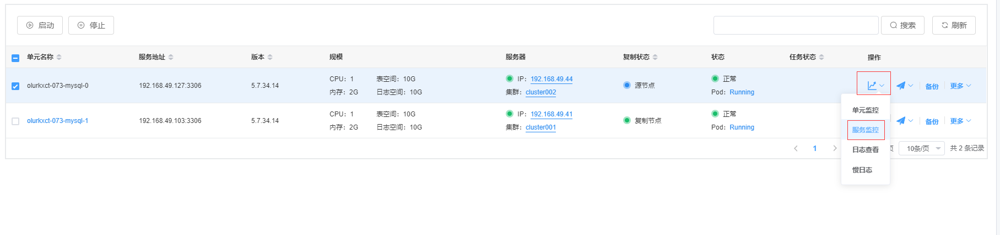 启动 停止 搜索 刷新
单元名称 服务地址 版本 规模 服务器 复制状态 状态 任务状态 操作
olurkxct-073-mysql-0 192.168.49.127:3306 5.7.34.14 CPU：1 表空间：10G IP：192.168.49.44 源节点 正常 备份 更多
内存：2G 日志空间：10G 集群：cluster002 Pod：Running
olurkxct-073-mysql-1 192.168.49.103:3306 5.7.34.14 CPU：1 表空间：10G IP：192.168.49.41 复制节点 正常 备份 更多
内存：2G 日志空间：10G 集群：cluster001 Pod：Running
1 页 10条/页 共 2 条记录
单元监控
服务监控
日志查看
慢日志